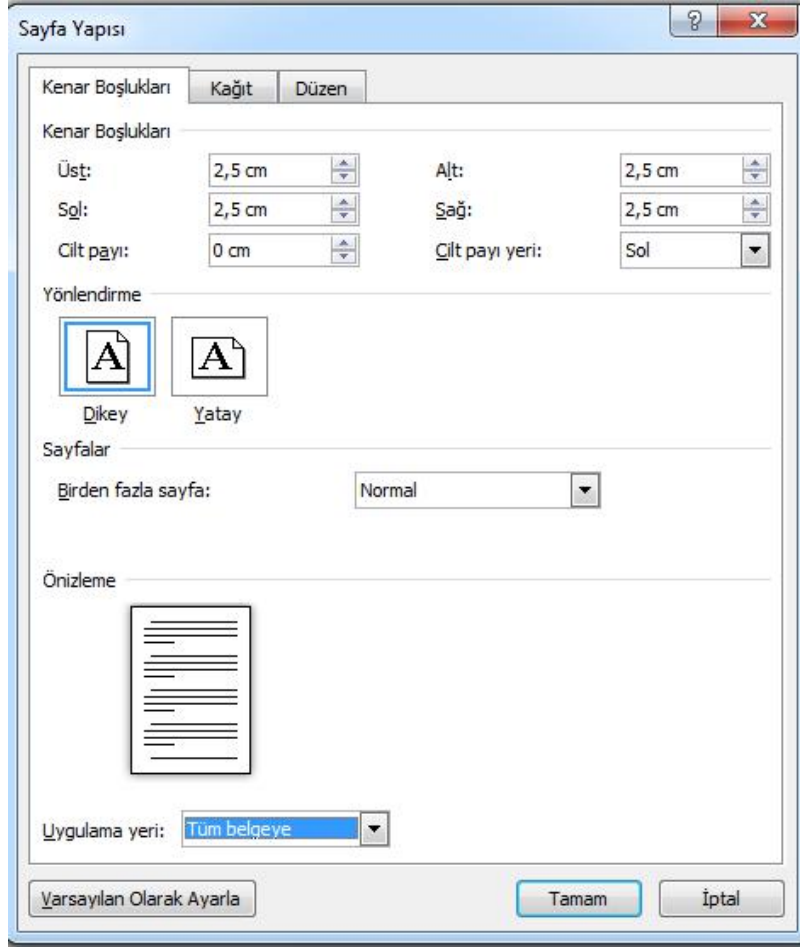 Sayfa Yapısı
Kenar Boşlukları Kağıt Düzen
Kenar Boşlukları
Üst: 2,5 cm Alt: 2,5 cm
Sol: 2,5 cm Sağ: 2,5 cm
Cilt payı: 0 cm Cilt payı yeri: Sol
Yönlendirme
A A
Dikey Yatay
Sayfalar
Birden fazla sayfa: Normal
Önizleme
Uygulama yeri: Tüm belgeye
Varsayılan Olarak Ayarla Tamam İptal